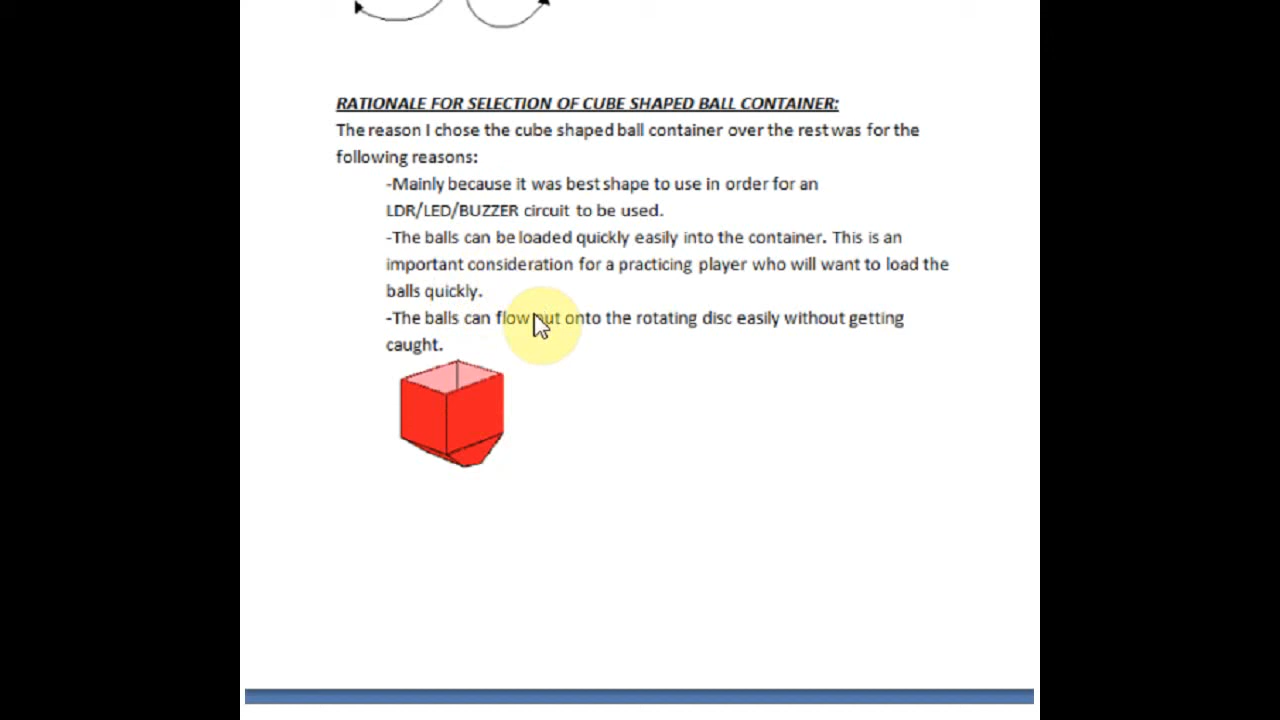 RATIONALE FOR SELECTION OF CUBE SHAPED BALL CONTAINER:
The reason I chose the cube shaped ball container over the rest was for the
following reasons:
-Mainly because it was best shape to use in order for an
LDR/LED/BUZZER circuit to be used.
-The balls can be loaded quickly easily into the container. This is an
important consideration for a practicing player who will want to load the
balls quickly.
-The balls can flow out onto the rotating disc easily without getting
caught.